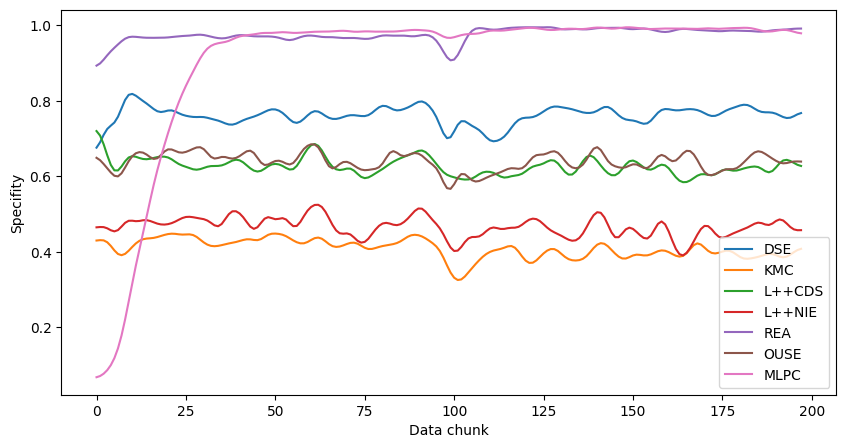 1.0
0.8
0.6
0.4
0.2
Specifity
0
25
50
75
100
125
150
175
200
Data chunk
DSE
KMC
L++CDS
L++NIE
REA
OUSE
MLPC